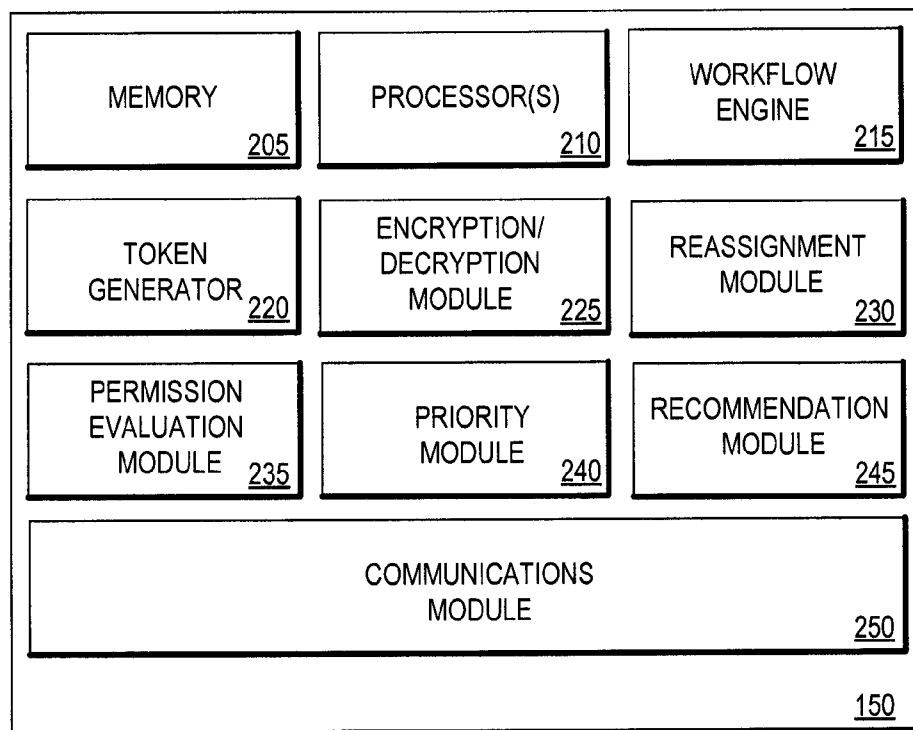 MEMORY
205
PROCESSOR(S)
210
WORKFLOW
ENGINE
215
TOKEN
GENERATOR
220
ENCRYPTION/
DECRYPTION
MODULE
225
REASSIGNMENT
MODULE
230
PERMISSION
EVALUATION
MODULE
235
PRIORITY
MODULE
240
RECOMMENDATION
MODULE
245
COMMUNICATIONS
MODULE
250
150